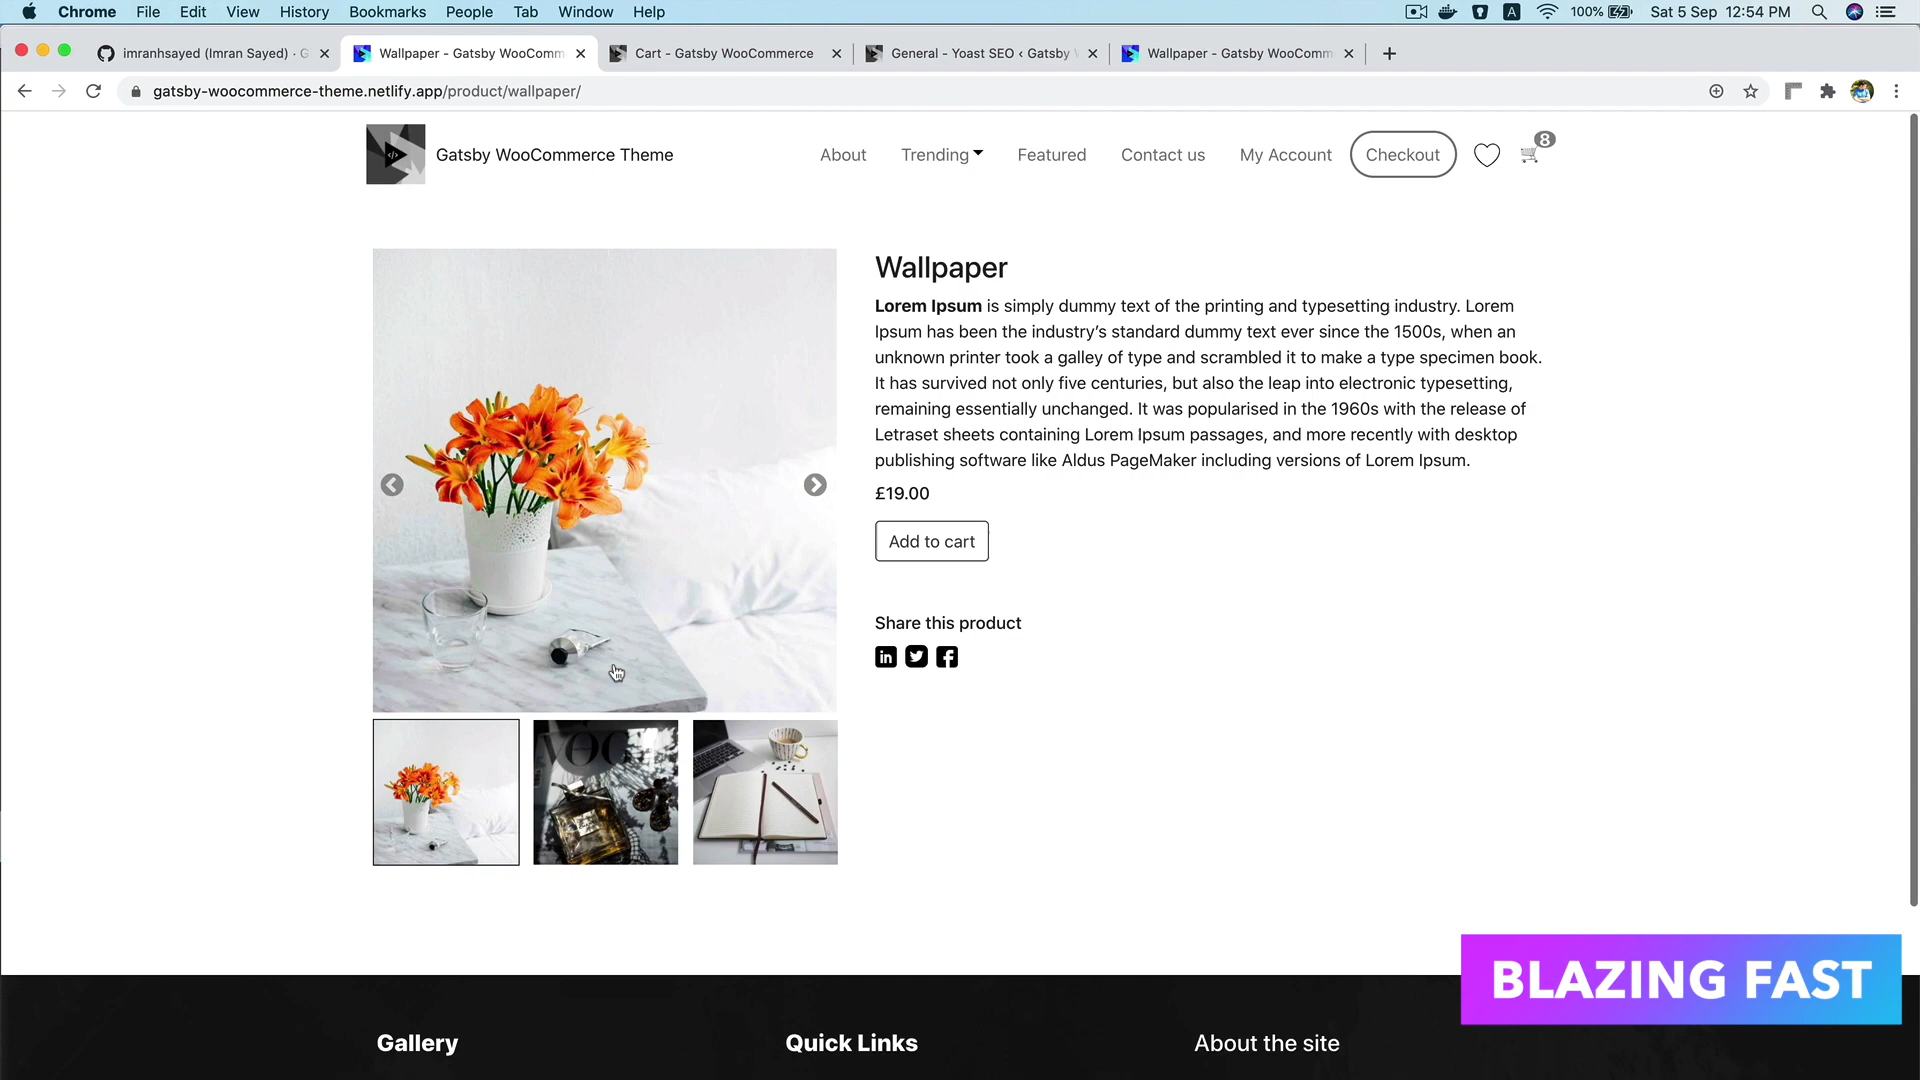 Chrome File Edit View History Bookmarks People Tab Window Help A 100% Sat 5 Sep 12:54 PM
imranhsayed (Imran Sayed) · G
Wallpaper - Gatsby WooComm
Cart - Gatsby WooCommerce
General - Yoast SEO ‹ Gatsby
Wallpaper - Gatsby WooComm
gatsby-woocommerce-theme.netlify.app/product/wallpaper/
Gatsby WooCommerce Theme About Trending Featured Contact us My Account Checkout 8
Wallpaper
Lorem Ipsum is simply dummy text of the printing and typesetting industry. Lorem
Ipsum has been the industry’s standard dummy text ever since the 1500s, when an
unknown printer took a galley of type and scrambled it to make a type specimen book.
It has survived not only five centuries, but also the leap into electronic typesetting,
remaining essentially unchanged. It was popularised in the 1960s with the release of
Letraset sheets containing Lorem Ipsum passages, and more recently with desktop
publishing software like Aldus PageMaker including versions of Lorem Ipsum.
£19.00
Add to cart
Share this product
in
BLAZING FAST
Gallery
Quick Links
About the site